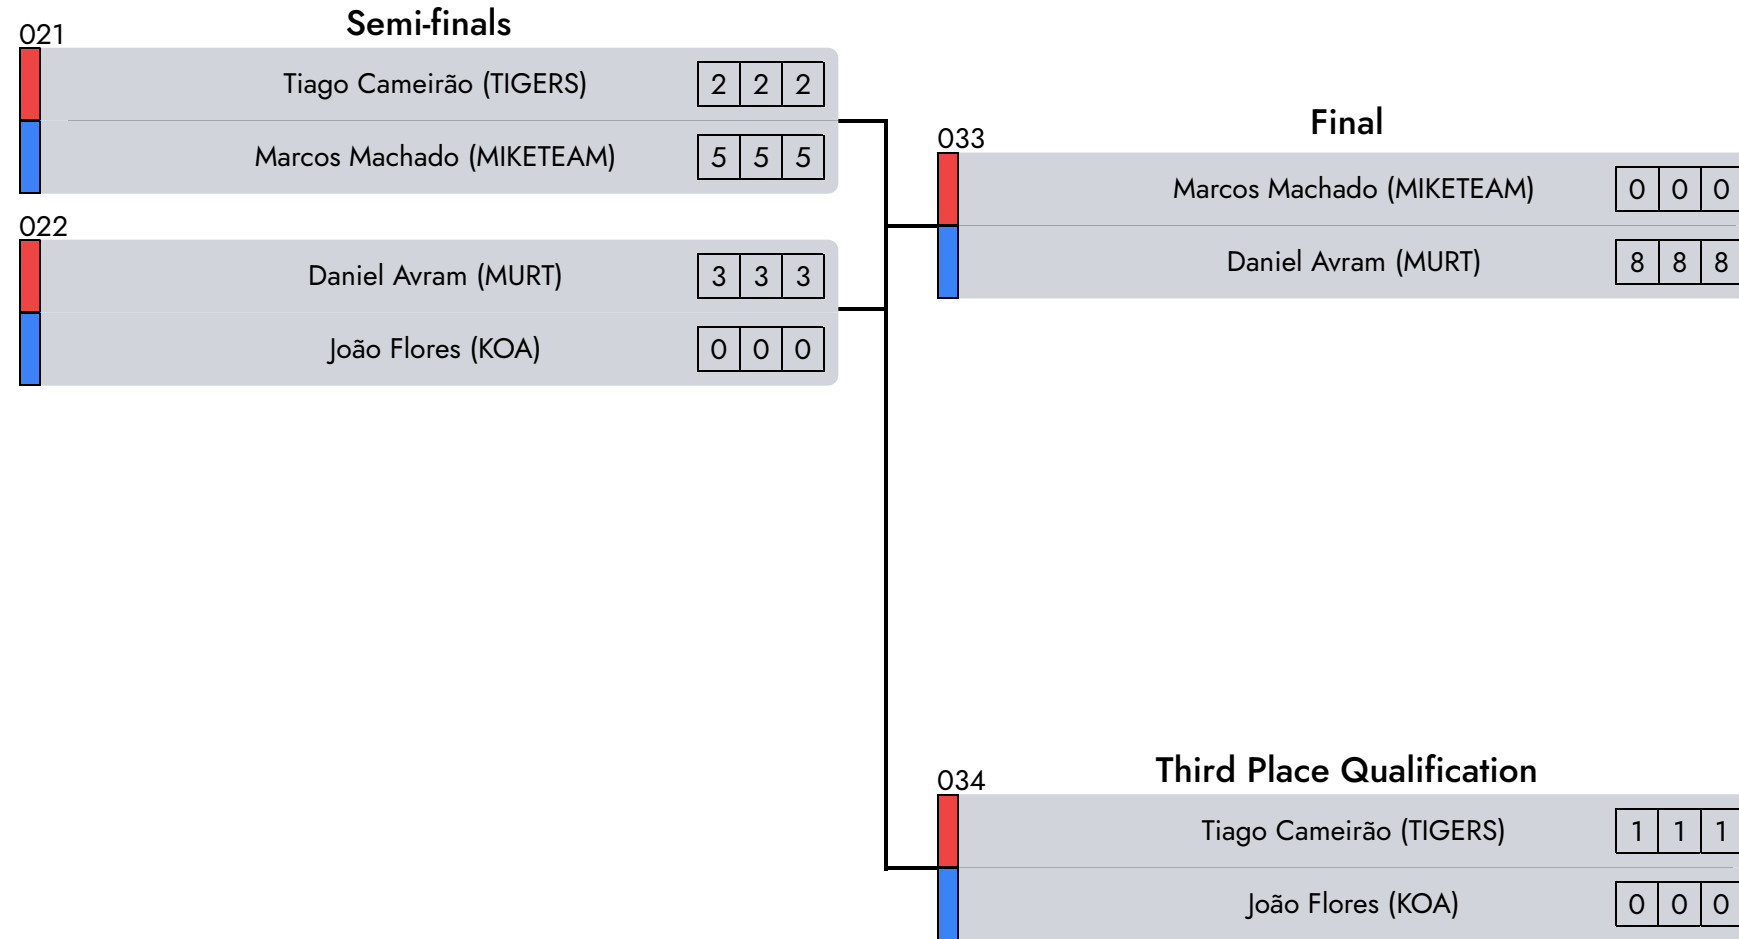 Semi-finals
021
Tiago Cameirão (TIGERS) 2 2 2
Marcos Machado (MIKETEAM) 5 5 5
022
Daniel Avram (MURT) 3 3 3
João Flores (KOA) 0 0 0
Final
033
Marcos Machado (MIKETEAM) 0 0 0
Daniel Avram (MURT) 8 8 8
Third Place Qualification
034
Tiago Cameirão (TIGERS) 1 1 1
João Flores (KOA) 0 0 0